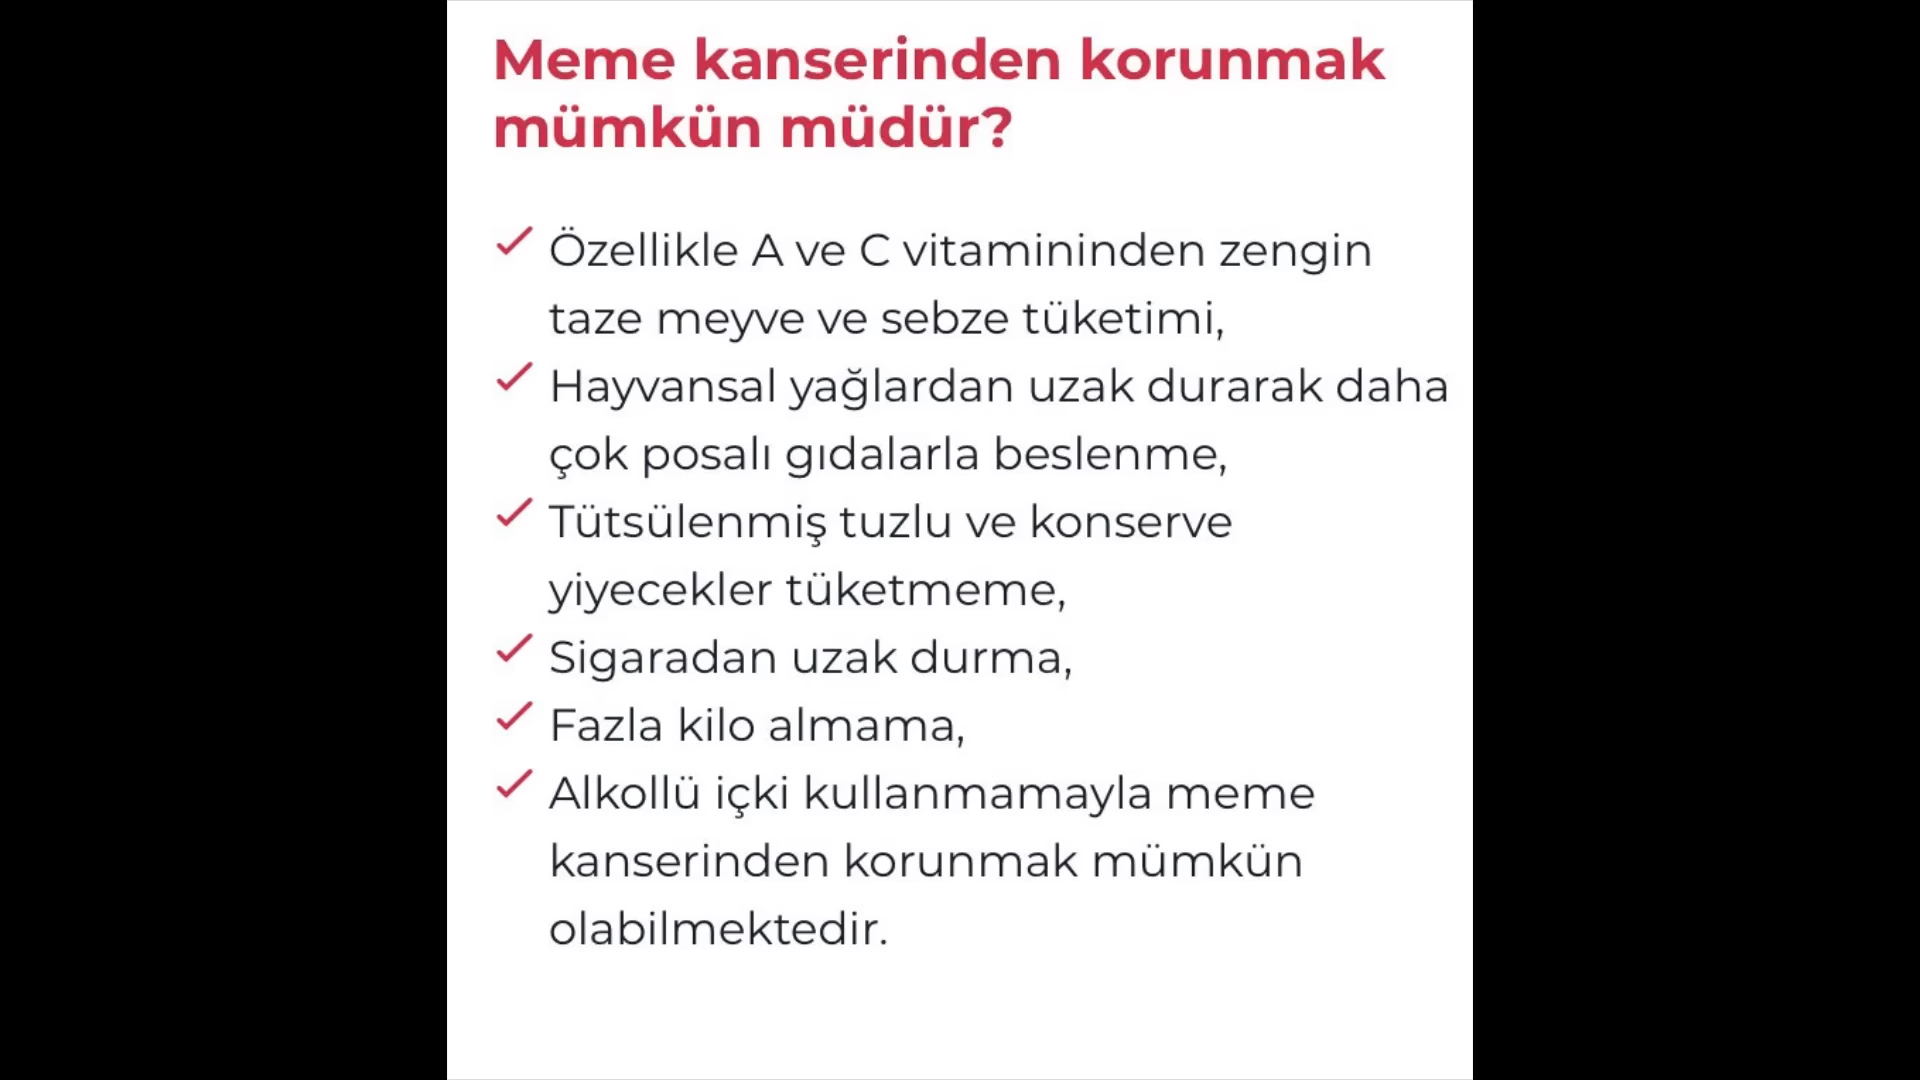 Meme kanserinden korunmak
mümkün müdür?
Özellikle A ve C vitamininden zengin
taze meyve ve sebze tüketimi,
Hayvansal yağlardan uzak durarak daha
çok posalı gıdalarla beslenme,
Tütsülenmiş tuzlu ve konserve
yiyecekler tüketmeme,
Sigaradan uzak durma,
Fazla kilo almama,
Alkollü içki kullanmamayla meme
kanserinden korunmak mümkün
olabilmektedir.